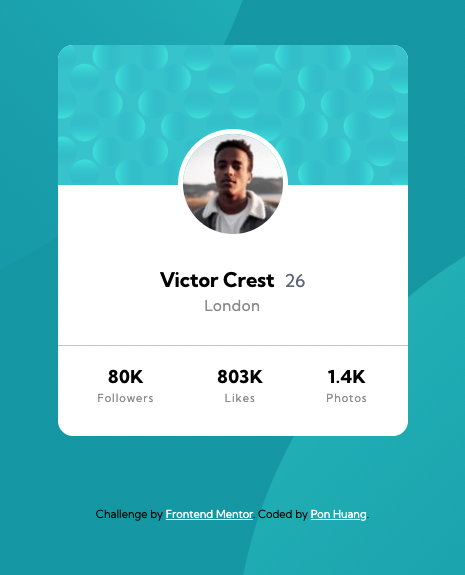 Victor Crest 26
London
80K 803K 1.4K
Followers Likes Photos
Challenge by Frontend Mentor. Coded by Pon Huang.